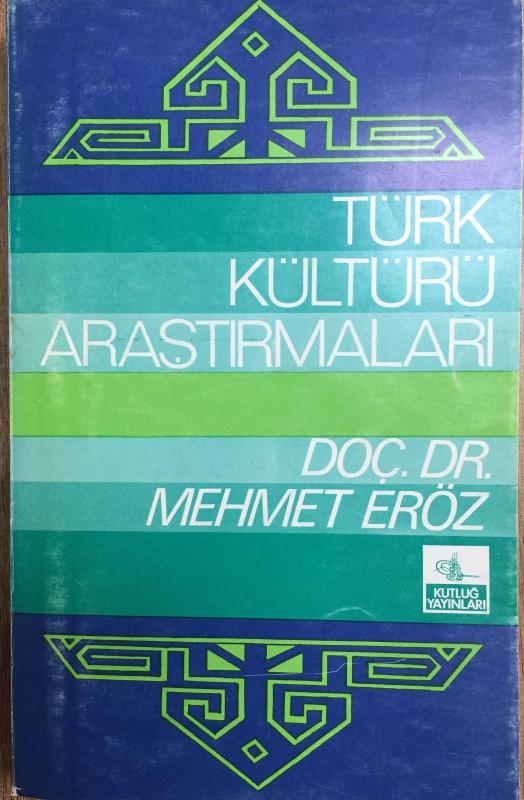 TÜRK
KÜLTÜRÜ
ARAŞTIRMALARI
DOÇ. DR.
MEHMET ERÖZ
KUTLUĞ
YAYINLARI